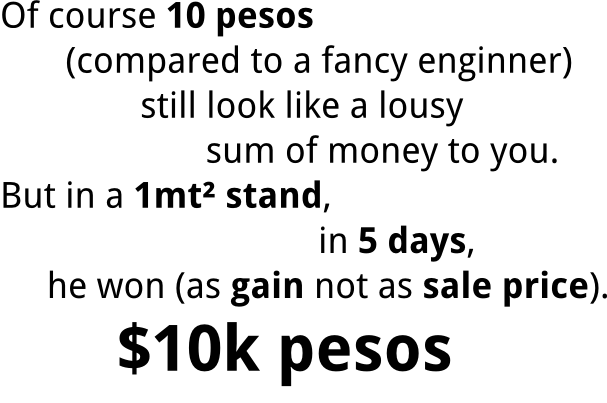 Of course 10 pesos
(compared to a fancy enginner)
still look like a lousy
sum of money to you.
But in a 1mt² stand,
in 5 days,
he won (as gain not as sale price).
$10k pesos